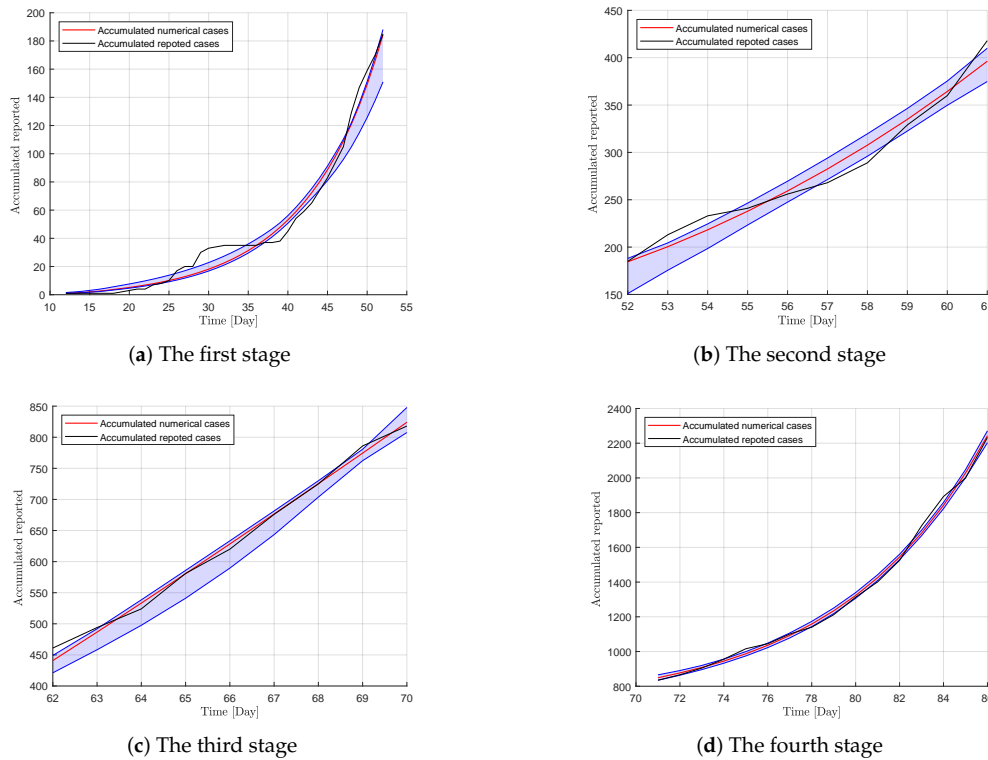 200
180
160
140
120
100
80
60
40
20
0
Accumulated reported
Accumulated numerical cases
Accumulated repoted cases
10 15 20 25 30 35 40 45 50 55
Time [Day]
(a) The first stage
450
400
350
300
250
200
150
Accumulated reported
Accumulated numerical cases
Accumulated repoted cases
52 53 54 55 56 57 58 59 60
Time [Day]
(b) The second stage
850
800
750
700
650
600
550
500
450
400
Accumulated reported
Accumulated numerical cases
Accumulated repoted cases
62 63 64 65 66 67 68 69 70
Time [Day]
(c) The third stage
2400
2200
2000
1800
1600
1400
1200
1000
800
Accumulated reported
Accumulated numerical cases
Accumulated repoted cases
70 72 74 76 78 80 82 84
Time [Day]
(d) The fourth stage